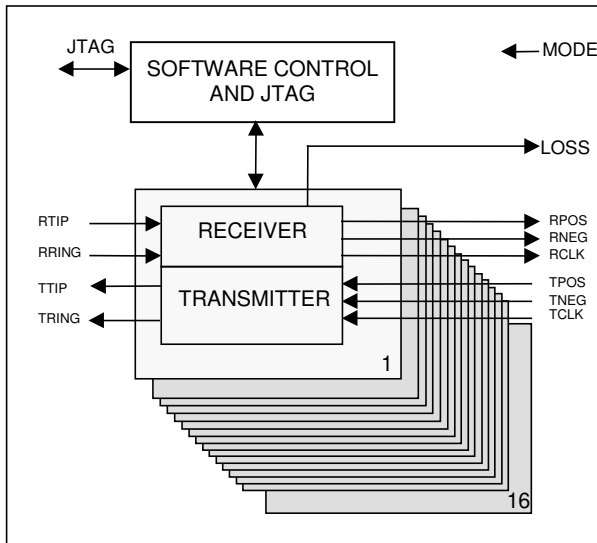 JTAG
SOFTWARE CONTROL
AND JTAG
MODE
LOSS
RTIP
RRING
TTIP
TRING
RECEIVER
TRANSMITTER
RPOS
RNEG
RCLK
TPOS
TNEG
TCLK
1
16